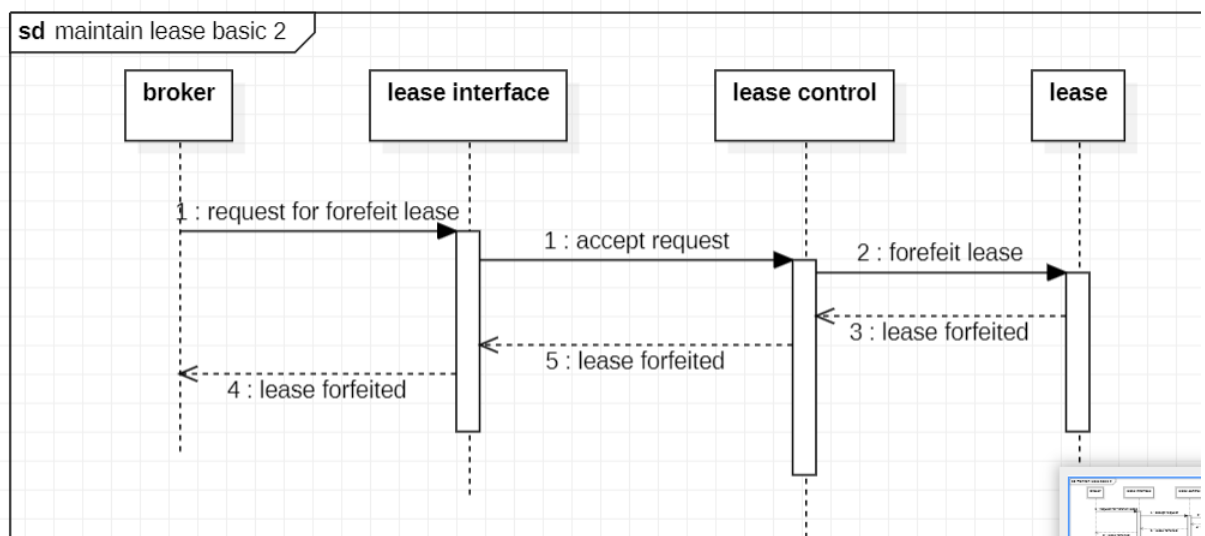 sd maintain lease basic 2
broker
lease interface
lease control
lease
1 : request for forefeit lease
1 : accept request
2 : forefeit lease
3 : lease forfeited
5 : lease forfeited
4 : lease forfeited